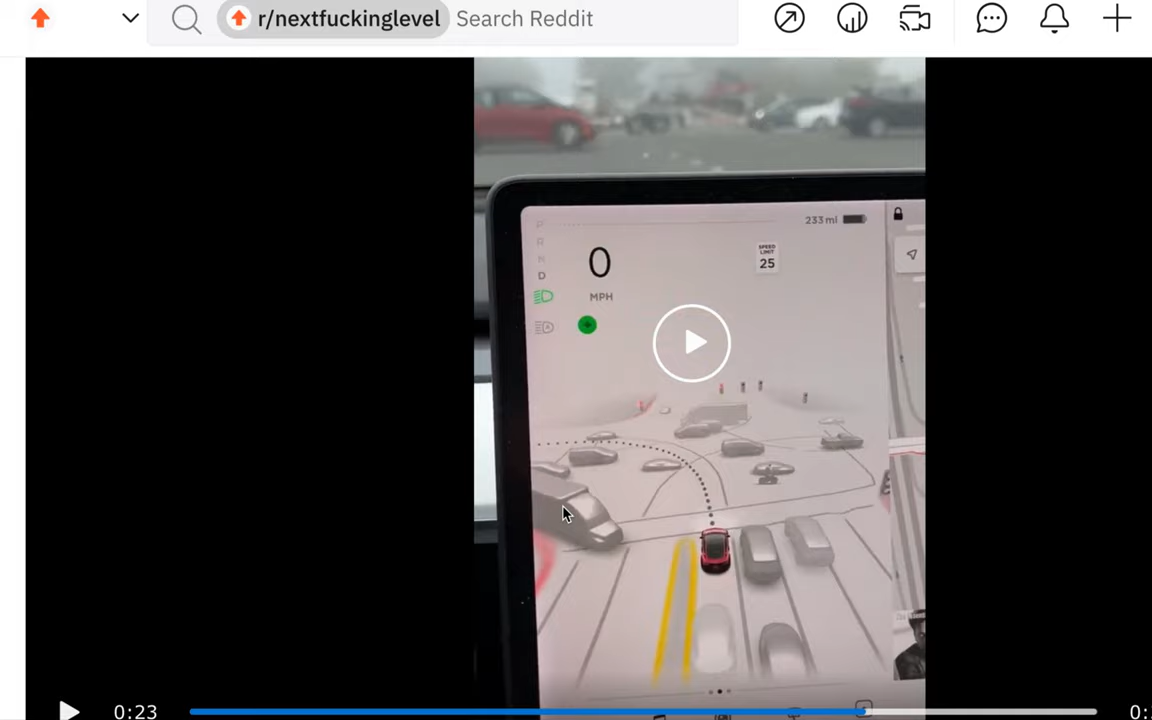 r/nextfuckinglevel Search Reddit
233 mi
P
R
N
D
0
MPH
SPEED
LIMIT
25
0:23